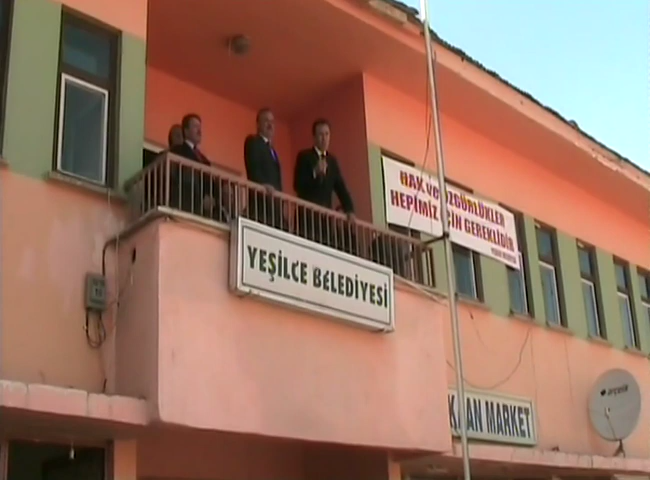 HAK VE ÖZGÜRLÜKLER
HEPİMİZ İÇİN GEREKLİDİR
YEŞİLCE BELEDİYESİ
MARKET